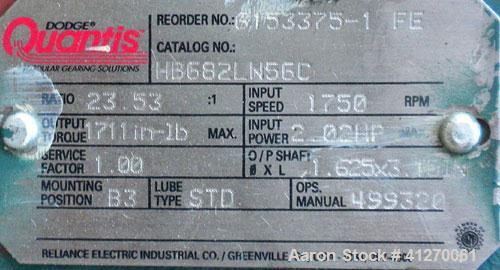 DODGE® REORDER NO. 6153375-1 FE
Quantis
MODULAR GEARING SOLUTIONS CATALOG NO.
HB682LN56C
RATIO 23.53 :1 INPUT SPEED 1750 RPM
OUTPUT TORQUE 1711in-lb MAX. INPUT POWER 2.02HP
SERVICE FACTOR 1.00 O/P SHAFT Ø X L 1.625x3.
MOUNTING POSITION B3 LUBE TYPE STD OPS. MANUAL 499320
RELIANCE ELECTRIC INDUSTRIAL CO./ GREENVILLE
Aaron Stock # 41270061